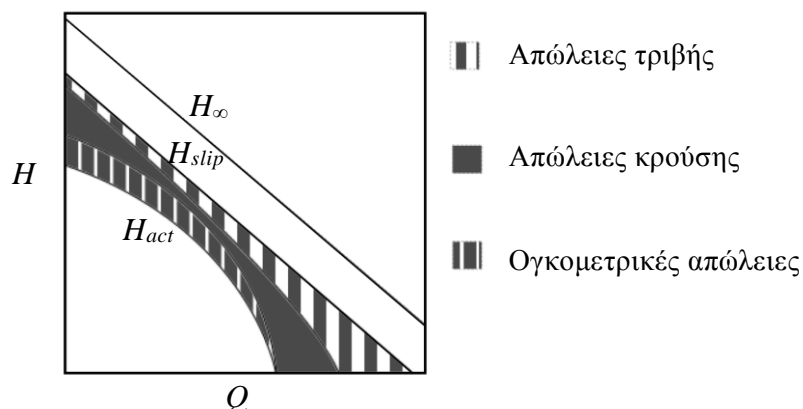 H∞
Hslip
H
Hact
Q
Απώλειες τριβής
Απώλειες κρούσης
Ογκομετρικές απώλειες